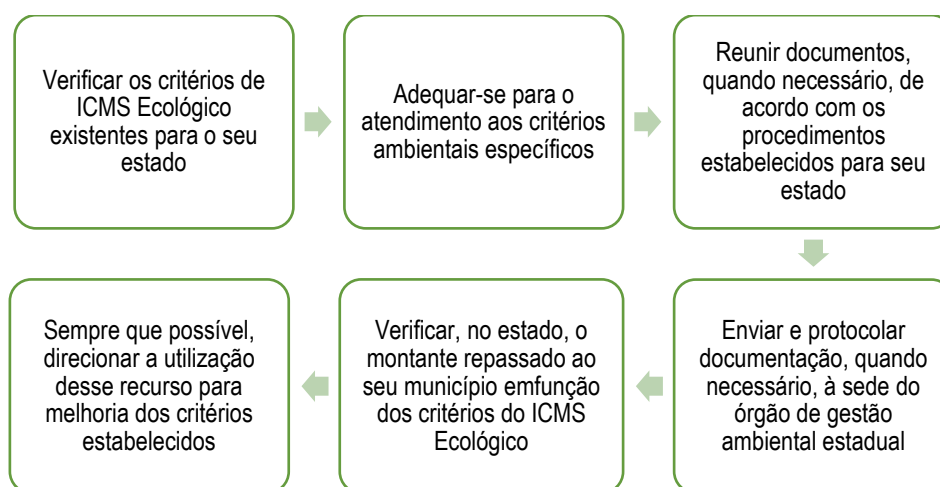 Verificar os critérios de
ICMS Ecológico
existentes para o seu
estado
Adequar-se para o
atendimento aos critérios
ambientais específicos
Reunir documentos,
quando necessário, de
acordo com os
procedimentos
estabelecidos para seu
estado
Enviar e protocolar
documentação, quando
necessário, à sede do
órgão de gestão
ambiental estadual
Verificar, no estado, o
montante repassado ao
seu município emfunção
dos critérios do ICMS
Ecológico
Sempre que possível,
direcionar a utilização
desse recurso para
melhoria dos critérios
estabelecidos